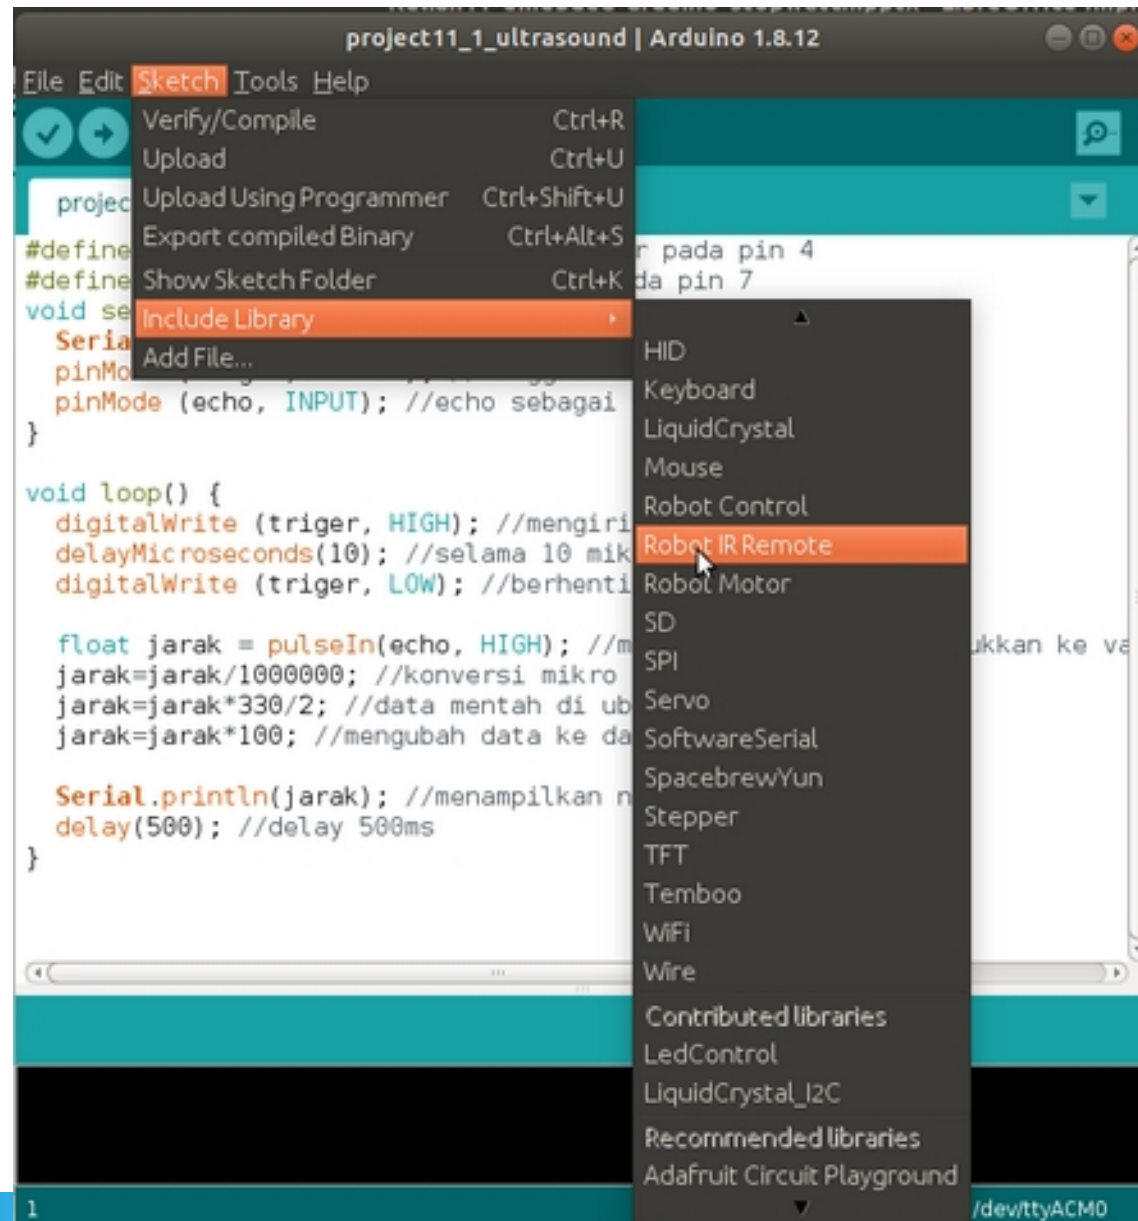 project11_1_ultrasound | Arduino 1.8.12
File Edit Sketch Tools Help
Verify/Compile Ctrl+R
Upload Ctrl+U
Upload Using Programmer Ctrl+Shift+U
Export compiled Binary Ctrl+Alt+S
Show Sketch Folder Ctrl+K
Include Library
Add File...
projec
#define r pada pin 4
#define da pin 7
void se
Seria
pinMo
pinMode (echo, INPUT); //echo sebagai
}
void loop() {
digitalWrite (triger, HIGH); //mengiri
delayMicroseconds(10); //selama 10 mik
digitalWrite (triger, LOW); //berhenti
float jarak = pulseIn(echo, HIGH); //m ukkan ke va
jarak=jarak/1000000; //konversi mikro
jarak=jarak*330/2; //data mentah di ub
jarak=jarak*100; //mengubah data ke da
Serial.println(jarak); //menampilkan n
delay(500); //delay 500ms
}
HID
Keyboard
LiquidCrystal
Mouse
Robot Control
Robot IR Remote
Robot Motor
SD
SPI
Servo
SoftwareSerial
SpacebrewYun
Stepper
TFT
Temboo
WiFi
Wire
Contributed libraries
LedControl
LiquidCrystal_I2C
Recommended libraries
Adafruit Circuit Playground
1 /dev/ttyACM0